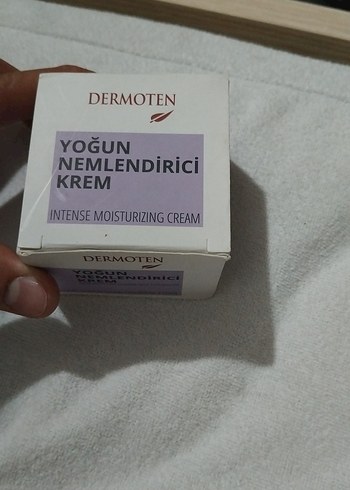 DERMOTEN
YOĞUN
NEMLENDİRİCİ
KREM
INTENSE MOISTURIZING CREAM
DERMOTEN
YOĞUN
NEMLENDİRİCİ
KREM